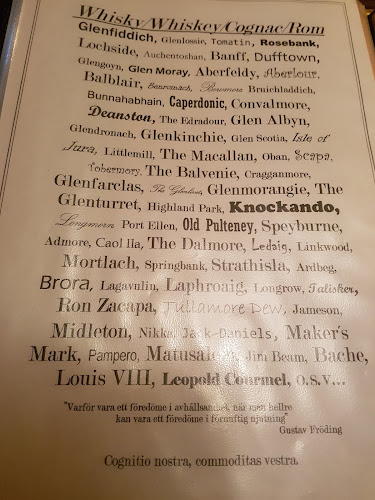 Whisky/Whiskey/Cognac/Rom
Glenfiddich, Glenlossie, Tomatin, Rosebank,
Lochside, Auchentoshan, Banff, Dufftown,
Glengoyn, Glen Moray, Aberfeldy, Aberlour,
Balblair, Benromach, Bowmore, Bruichladdich,
Bunnahabhain, Caperdonic, Convalmore,
Deanston, The Edradour, Glen Albyn,
Glendronach, Glenkinchie, Glen Scotia, Isle of
Jura, Littlemill, The Macallan, Oban, Scapa,
Tobermory, The Balvenie, Cragganmore,
Glenfarclas, The Glenlivet, Glenmorangie, The
Glenturret, Highland Park, Knockando,
Longmorn, Port Ellen, Old Pulteney, Speyburne,
Admore, Caol Ila, The Dalmore, Ledaig, Linkwood,
Mortlach, Springbank, Strathisla, Ardbeg,
Brora, Lagavulin, Laphroaig, Longrow, Talisker,
Ron Zacapa, Tullamore Dew, Jameson,
Midleton, Nikka, Jack Daniels, Maker's
Mark, Pampero, Jim Beam, Bache,
Louis VIII, Leopold Gourmel, o.s.v...
"Varför vara ett föredöme i avhållsamhet, när man hellre
kan vara ett föredöme i förnuftig njutning"
Gustav Fröding
Cognitio nostra, commoditas vestra.